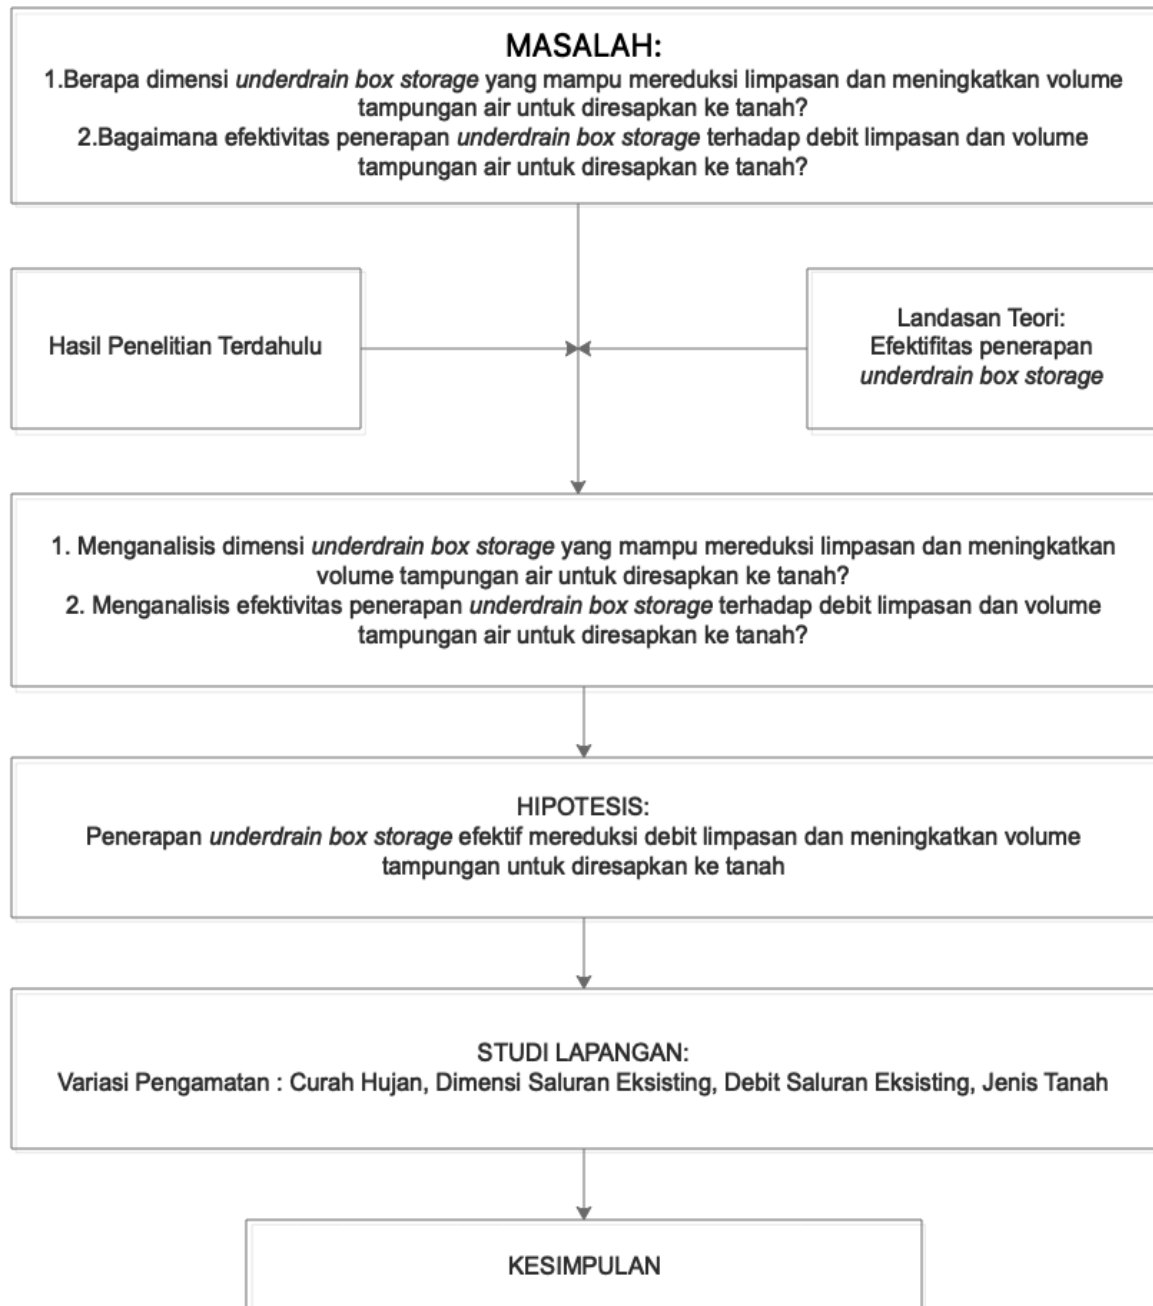 MASALAH:
1.Berapa dimensi underdrain box storage yang mampu mereduksi limpasan dan meningkatkan volume
tampungan air untuk diresapkan ke tanah?
2.Bagaimana efektivitas penerapan underdrain box storage terhadap debit limpasan dan volume
tampungan air untuk diresapkan ke tanah?
Hasil Penelitian Terdahulu
Landasan Teori:
Efektifitas penerapan
underdrain box storage
1. Menganalisis dimensi underdrain box storage yang mampu mereduksi limpasan dan meningkatkan
volume tampungan air untuk diresapkan ke tanah?
2. Menganalisis efektivitas penerapan underdrain box storage terhadap debit limpasan dan volume
tampungan air untuk diresapkan ke tanah?
HIPOTESIS:
Penerapan underdrain box storage efektif mereduksi debit limpasan dan meningkatkan volume
tampungan untuk diresapkan ke tanah
STUDI LAPANGAN:
Variasi Pengamatan : Curah Hujan, Dimensi Saluran Eksisting, Debit Saluran Eksisting, Jenis Tanah
KESIMPULAN